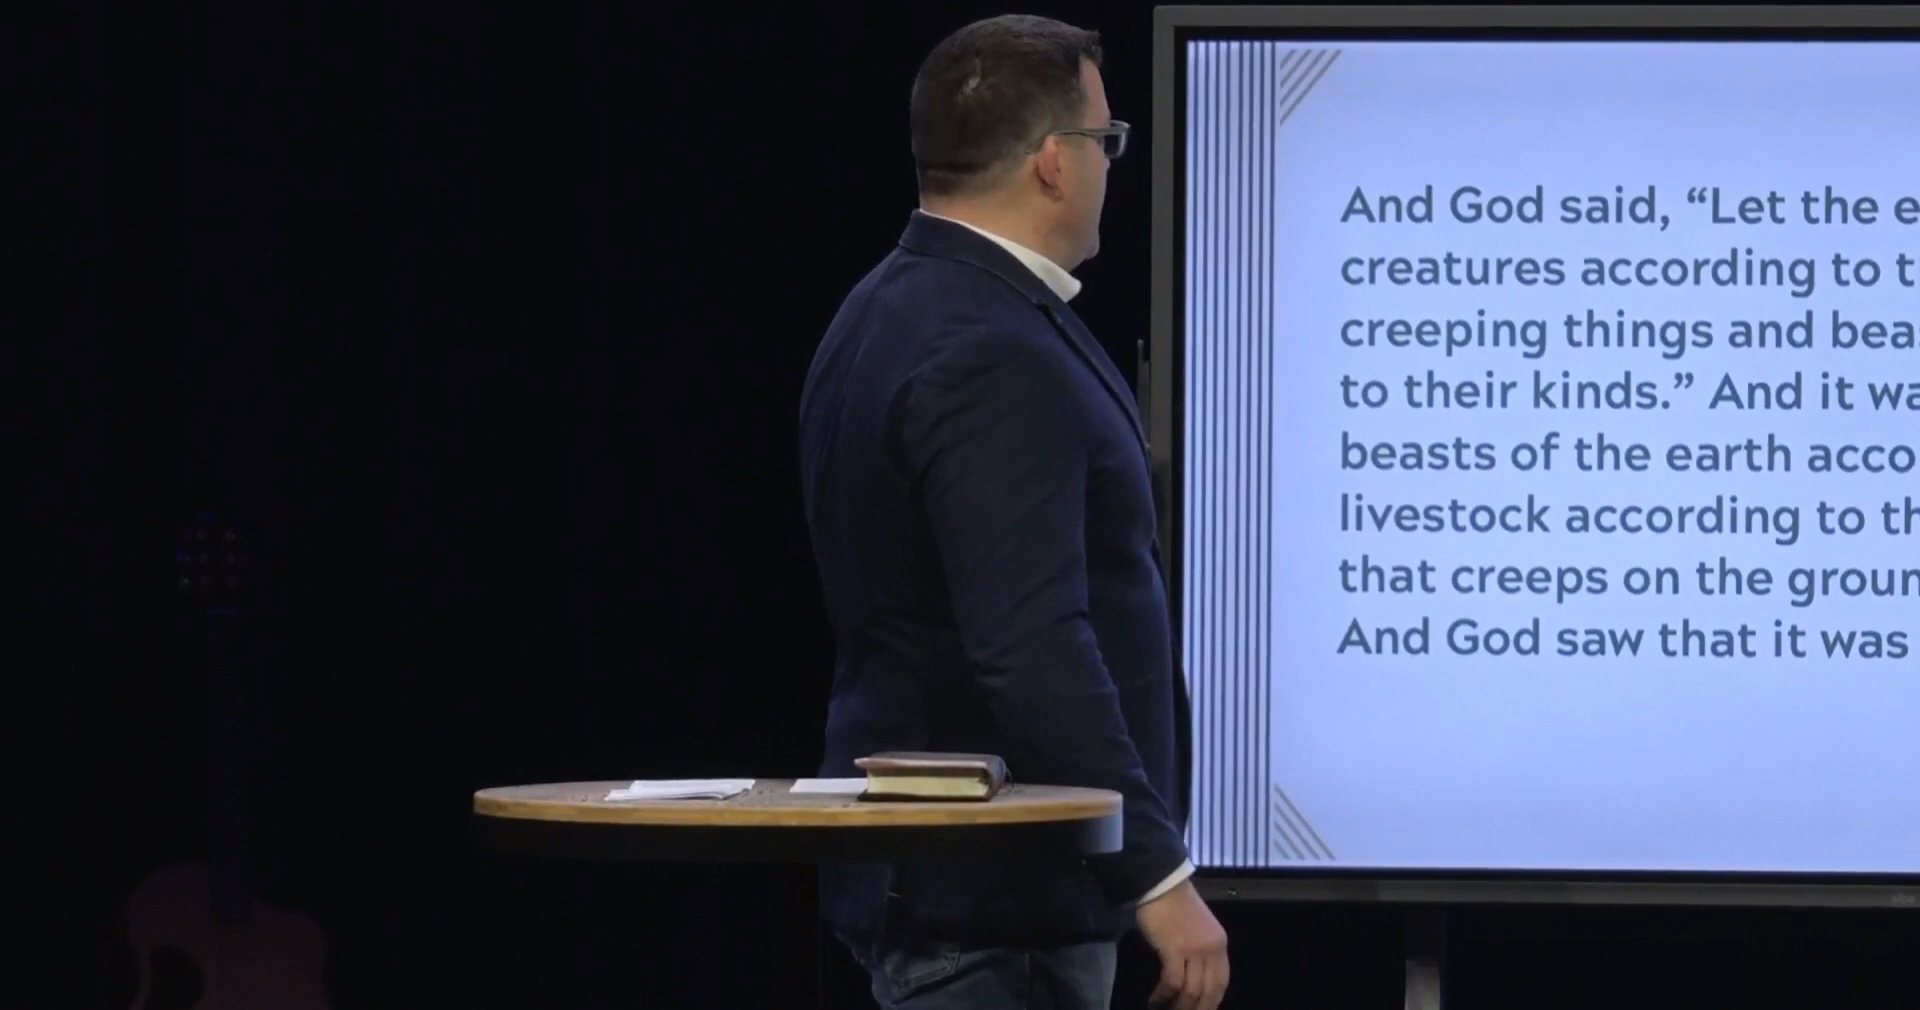 And God said, “Let the e
creatures according to t
creeping things and bea
to their kinds.” And it wa
beasts of the earth acco
livestock according to th
that creeps on the groun
And God saw that it was